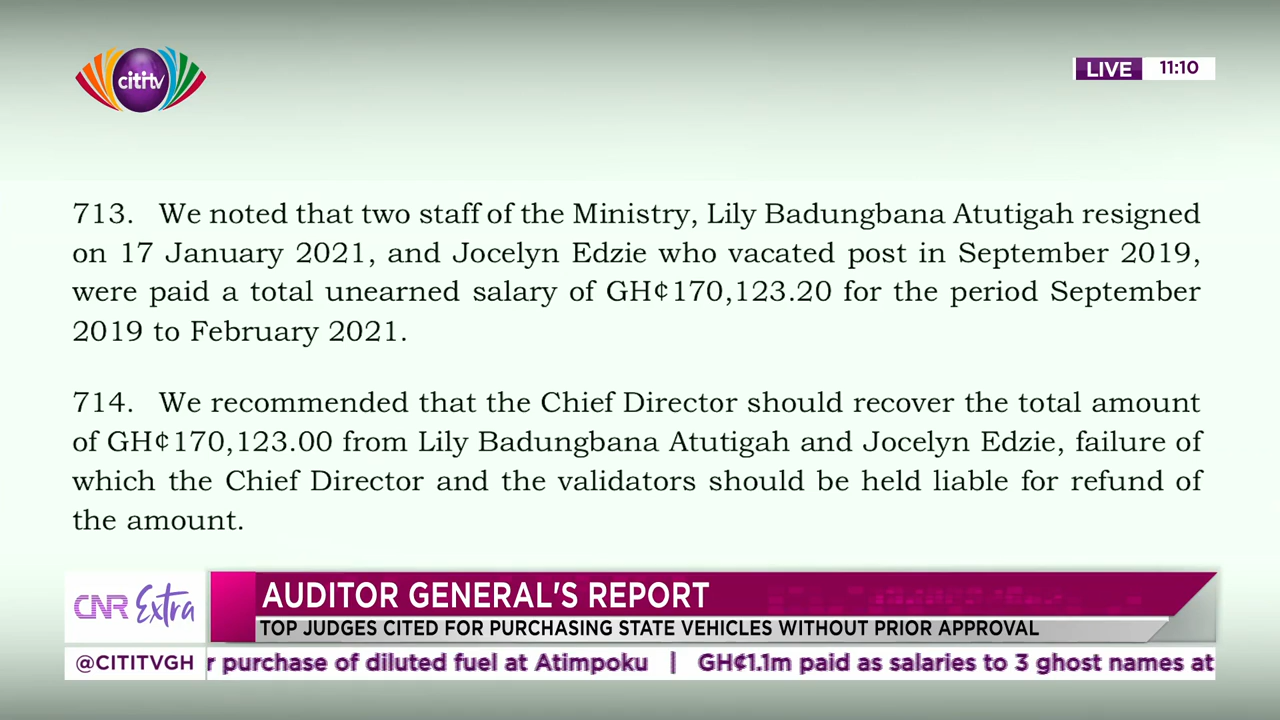 cititv
LIVE 11:10
713. We noted that two staff of the Ministry, Lily Badungbana Atutigah resigned
on 17 January 2021, and Jocelyn Edzie who vacated post in September 2019,
were paid a total unearned salary of GH¢170,123.20 for the period September
2019 to February 2021.
714. We recommended that the Chief Director should recover the total amount
of GH¢170,123.00 from Lily Badungbana Atutigah and Jocelyn Edzie, failure of
which the Chief Director and the validators should be held liable for refund of
the amount.
CNR Extra
AUDITOR GENERAL'S REPORT
TOP JUDGES CITED FOR PURCHASING STATE VEHICLES WITHOUT PRIOR APPROVAL
@CITITVGH r purchase of diluted fuel at Atimpoku | GH¢1.1m paid as salaries to 3 ghost names at